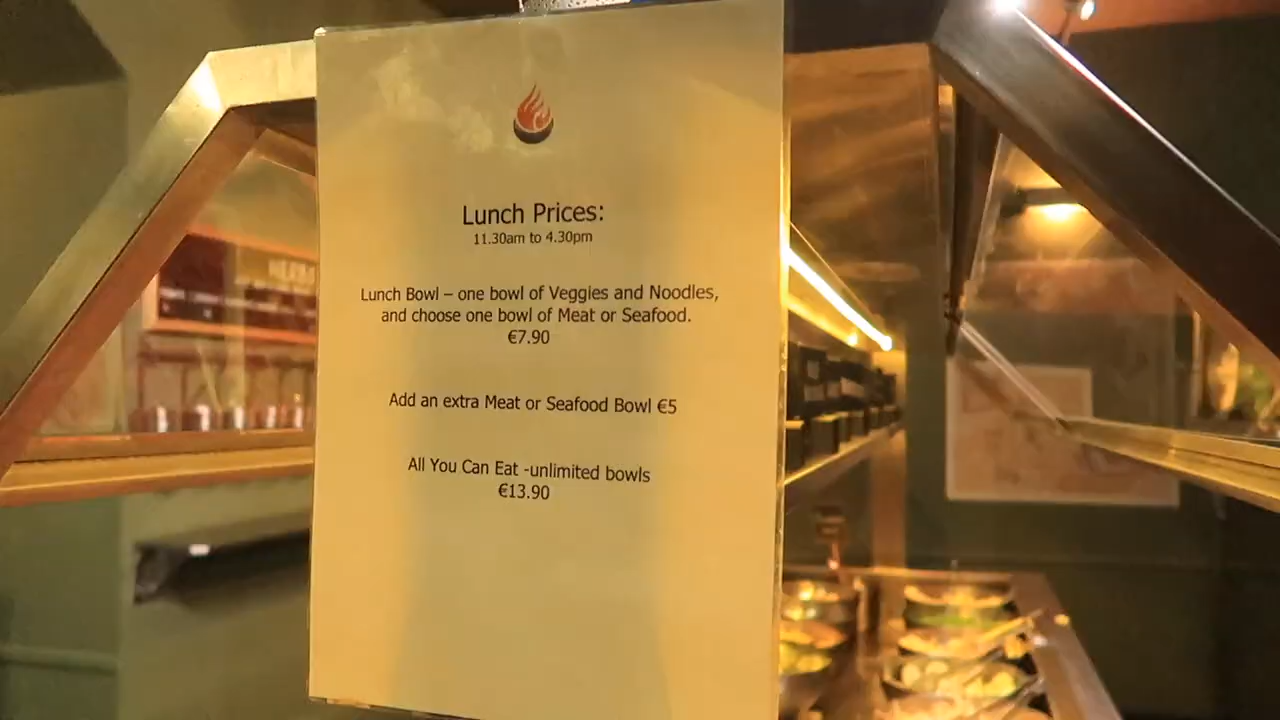 Lunch Prices:
11.30am to 4.30pm
Lunch Bowl – one bowl of Veggies and Noodles,
and choose one bowl of Meat or Seafood.
€7.90
Add an extra Meat or Seafood Bowl €5
All You Can Eat -unlimited bowls
€13.90